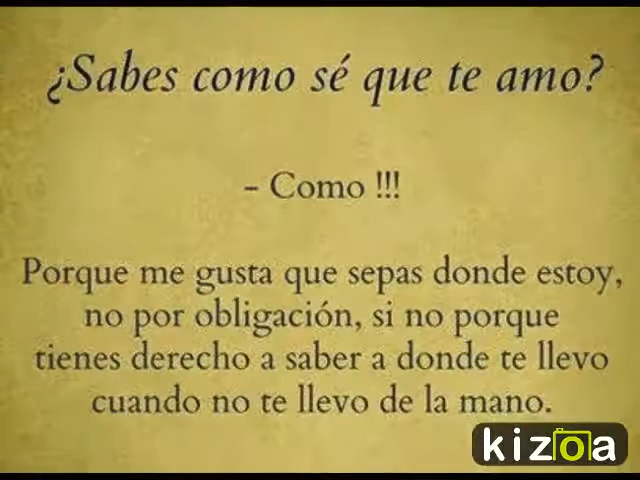 ¿Sabes como sé que te amo?
- Como !!!
Porque me gusta que sepas donde estoy,
no por obligación, si no porque
tienes derecho a saber a donde te llevo
cuando no te llevo de la mano.
kizoa